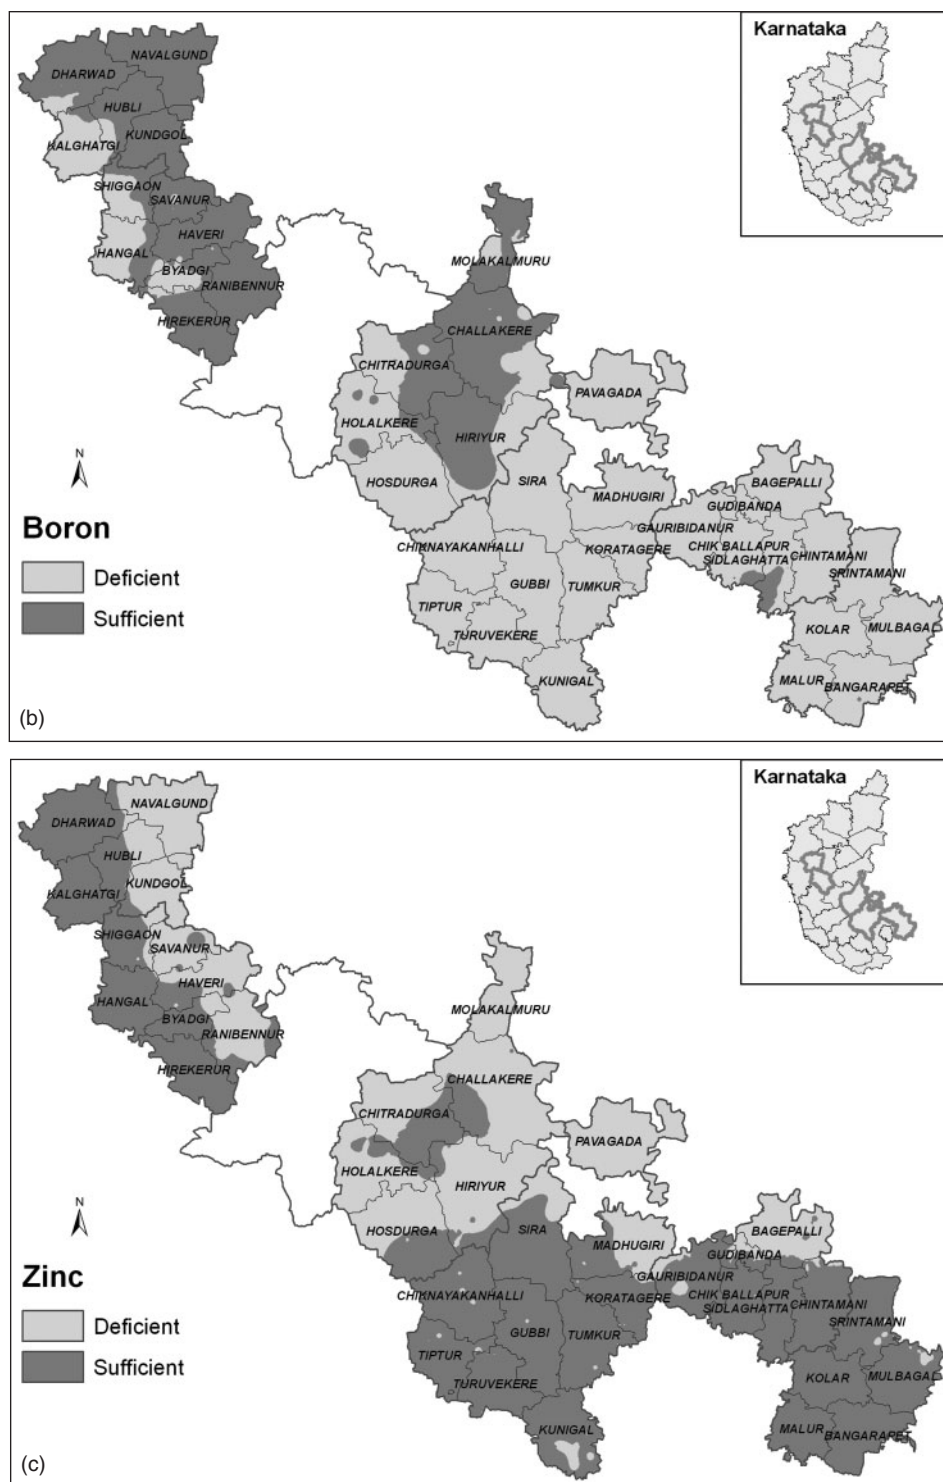 Karnataka
NAVALGUND
DHARWAD
HUBLI
KUNDGOL
KALGHATGI
SHIGGAON
SAVANUR
HAVERI
HANGAL
BYADGI
RANIBENNUR
HIREKERUR
MOLAKALMURU
CHALLAKERE
CHITRADURGA
PAVAGADA
HOLALKERE
HIRIYUR
HOSDURGA
SIRA
MADHUGIRI
BAGEPALLI
GUDIBANDA
GAURIBIDANUR
CHIKNAYAKANHALLI
KORATAGERE
CHIK BALLAPUR
CHINTAMANI
SIDLAGHATTA
SRINTAMANI
GUBBI
TUMKUR
TIPTUR
TURUVEKERE
KOLAR
MULBAGAL
KUNIGAL
MALUR
BANGARAPET
N
Boron
Deficient
Sufficient
(b)
Karnataka
NAVALGUND
DHARWAD
HUBLI
KUNDGOL
KALGHATGI
SHIGGAON
SAVANUR
HAVERI
HANGAL
BYADGI
RANIBENNUR
HIREKERUR
MOLAKALMURU
CHALLAKERE
CHITRADURGA
PAVAGADA
HOLALKERE
HIRIYUR
HOSDURGA
SIRA
MADHUGIRI
BAGEPALLI
GUDIBANDA
GAURIBIDANUR
CHIKNAYAKANHALLI
KORATAGERE
CHIK BALLAPUR
CHINTAMANI
SIDLAGHATTA
SRINTAMANI
GUBBI
TUMKUR
TIPTUR
TURUVEKERE
KOLAR
MULBAGAL
KUNIGAL
MALUR
BANGARAPET
N
Zinc
Deficient
Sufficient
(c)